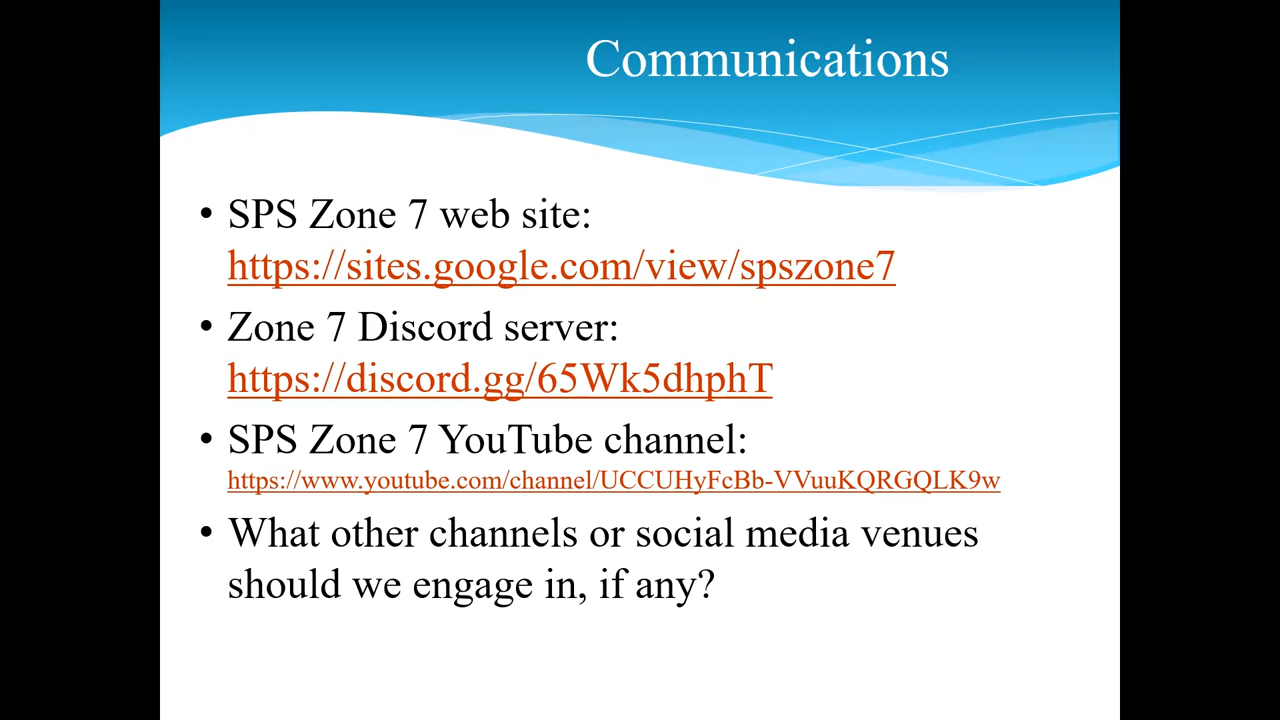 Communications
• SPS Zone 7 web site:
https://sites.google.com/view/spszone7
• Zone 7 Discord server:
https://discord.gg/65Wk5dhphT
• SPS Zone 7 YouTube channel:
https://www.youtube.com/channel/UCCUHyFcBb-VVuuKQRGQLK9w
• What other channels or social media venues
should we engage in, if any?